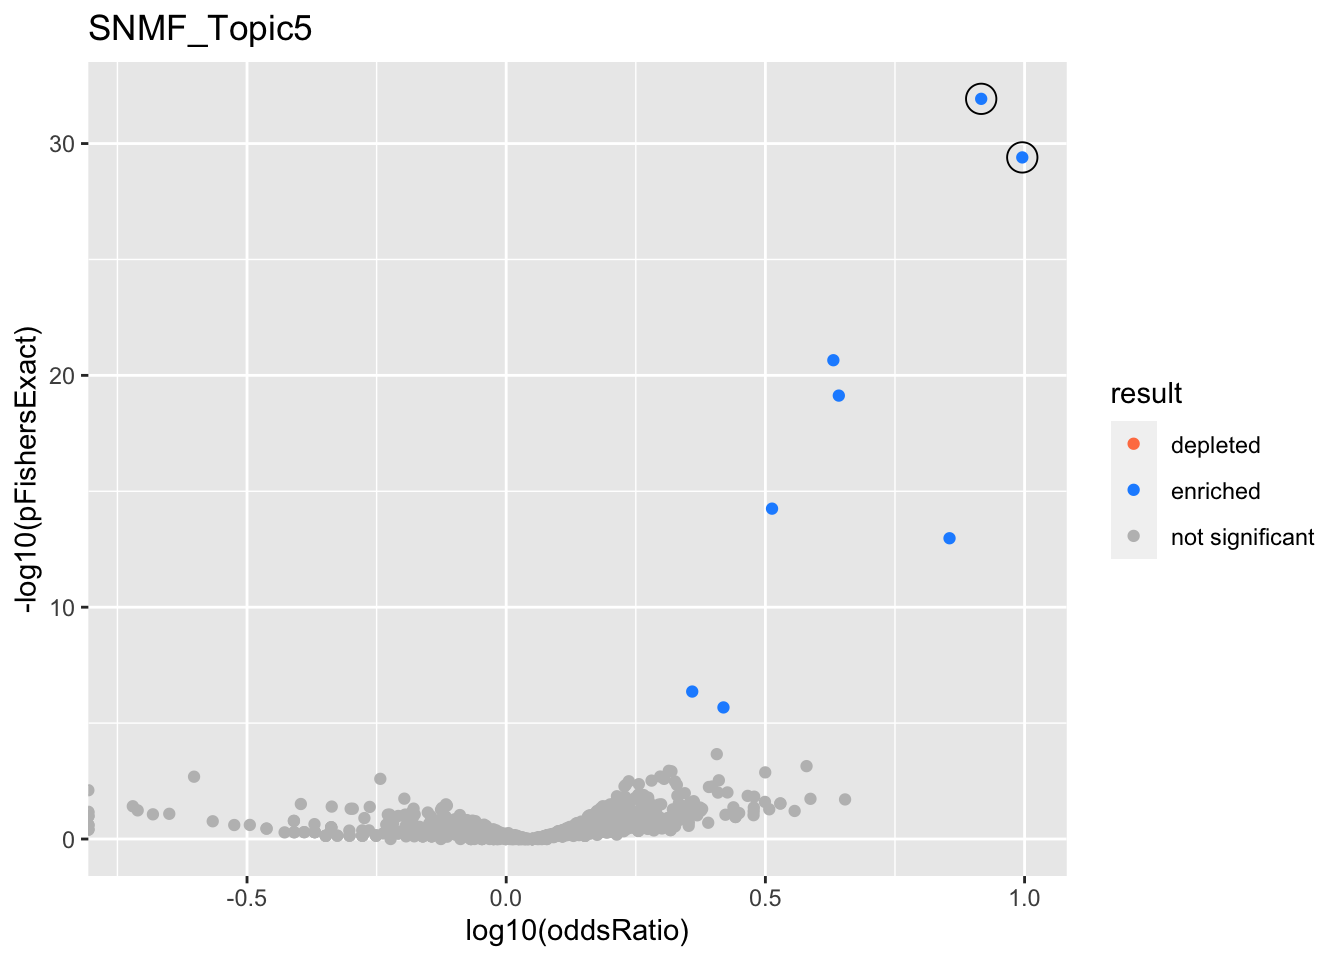 SNMF_Topic5
-log10(pFishersExact)
30
20
10
0
-0.5
0.0
0.5
1.0
log10(oddsRatio)
result
depleted
enriched
not significant